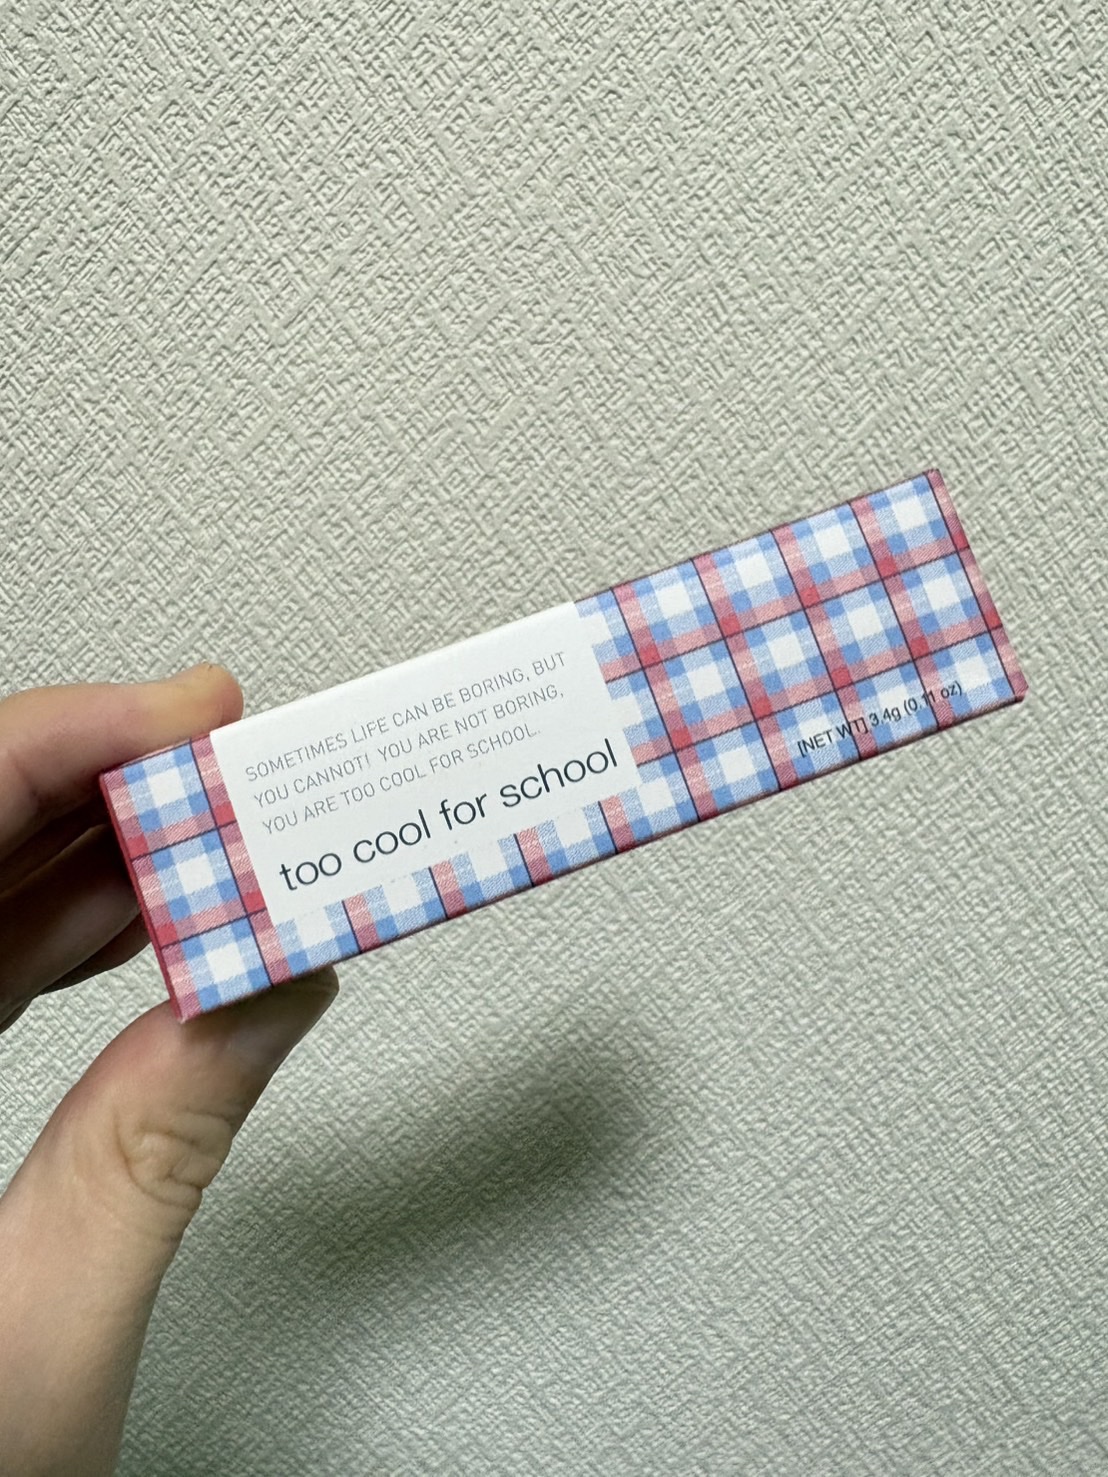 SOMETIMES LIFE CAN BE BORING, BUT
YOU CANNOT! YOU ARE NOT BORING,
YOU ARE TOO COOL FOR SCHOOL.
too cool for school
[NET WT] 3.4g (0.11 oz)